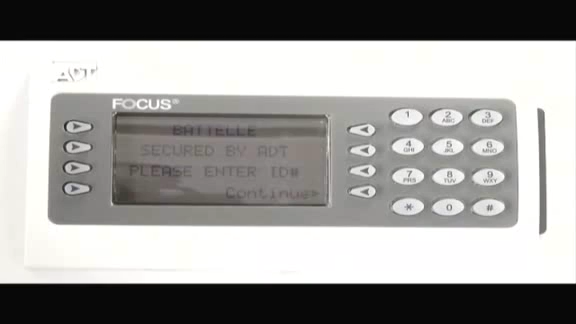 ADT
FOCUS®
BATTELLE
SECURED BY ADT
PLEASE ENTER ID#
Continue>
1 2 ABC 3 DEF
4 GHI 5 JKL 6 MNO
7 PRS 8 TUV 9 WXY
* 0 #